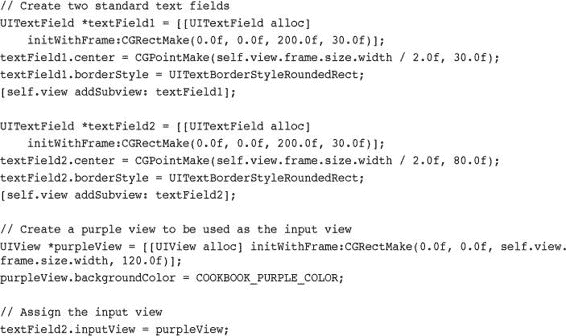 // Create two standard text fields
UITextField *textField1 = [[UITextField alloc]
    initWithFrame:CGRectMake(0.0f, 0.0f, 200.0f, 30.0f)];
textField1.center = CGPointMake(self.view.frame.size.width / 2.0f, 30.0f);
textField1.borderStyle = UITextBorderStyleRoundedRect;
[self.view addSubview: textField1];

UITextField *textField2 = [[UITextField alloc]
    initWithFrame:CGRectMake(0.0f, 0.0f, 200.0f, 30.0f)];
textField2.center = CGPointMake(self.view.frame.size.width / 2.0f, 80.0f);
textField2.borderStyle = UITextBorderStyleRoundedRect;
[self.view addSubview: textField2];

// Create a purple view to be used as the input view
UIView *purpleView = [[UIView alloc] initWithFrame:CGRectMake(0.0f, 0.0f, self.view.
frame.size.width, 120.0f)];
purpleView.backgroundColor = COOKBOOK_PURPLE_COLOR;

// Assign the input view
textField2.inputView = purpleView;